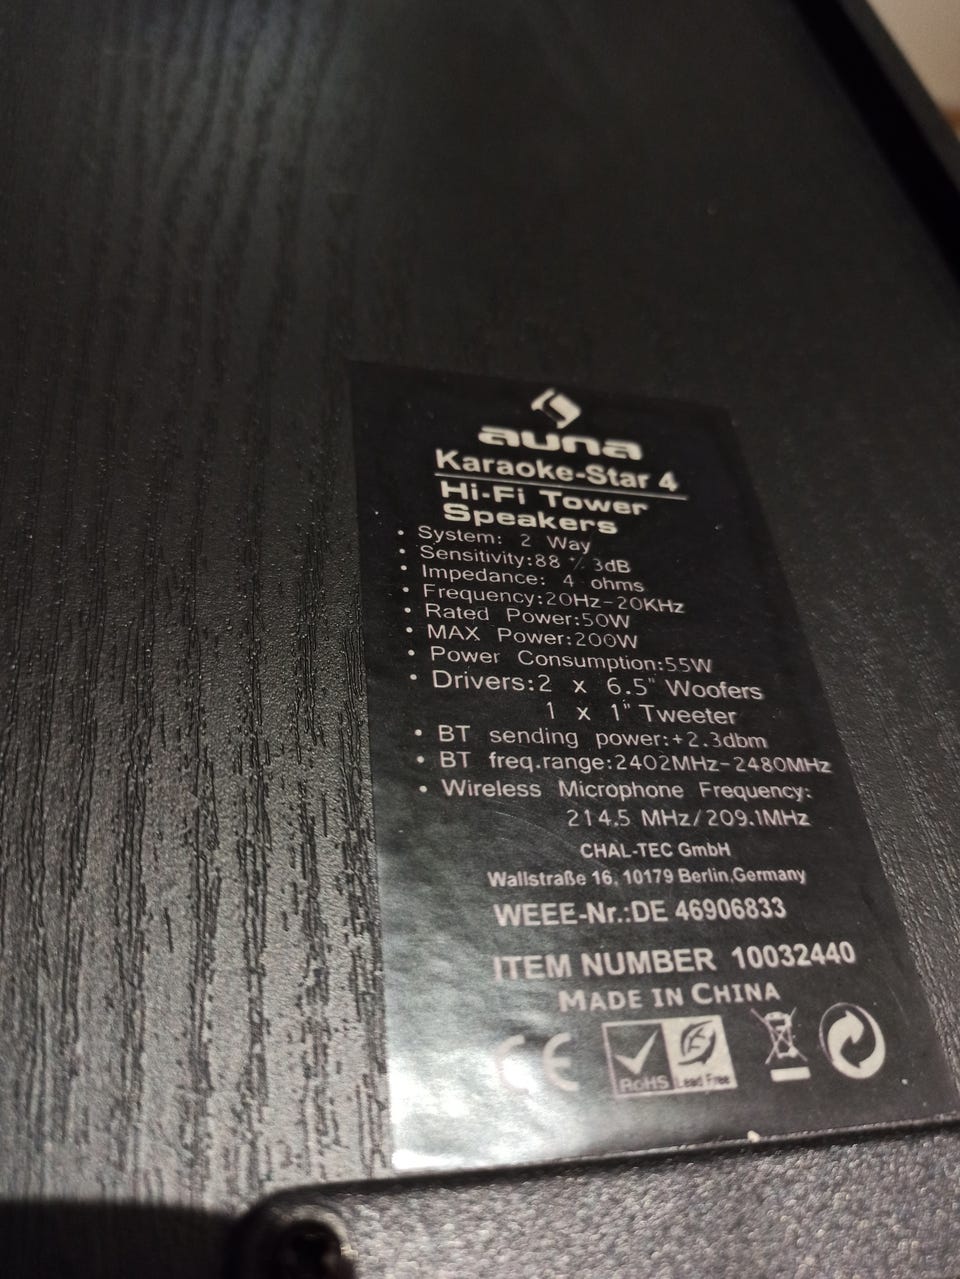 auna
Karaoke-Star 4
Hi-Fi Tower
Speakers
• System: 2 Way
• Sensitivity:88 +/- 3dB
• Impedance: 4 ohms
• Frequency:20Hz-20KHz
• Rated Power:50W
• MAX Power:200W
• Power Consumption:55W
• Drivers:2 x 6.5" Woofers
1 x 1" Tweeter
• BT sending power:+2.3dbm
• BT freq.range:2402MHz-2480MHz
• Wireless Microphone Frequency:
214.5 MHz/209.1MHz
CHAL-TEC GmbH
Wallstraße 16, 10179 Berlin,Germany
WEEE-Nr.:DE 46906833
ITEM NUMBER 10032440
MADE IN CHINA
CE RoHS Lead Free